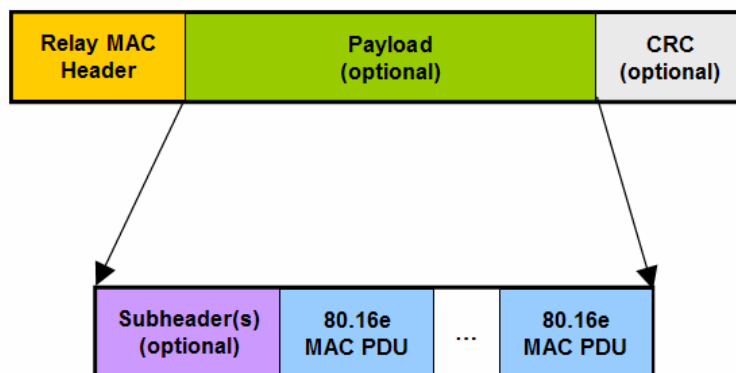 Relay MAC
Header
Payload
(optional)
CRC
(optional)
Subheader(s)
(optional)
80.16e
MAC PDU
...
80.16e
MAC PDU